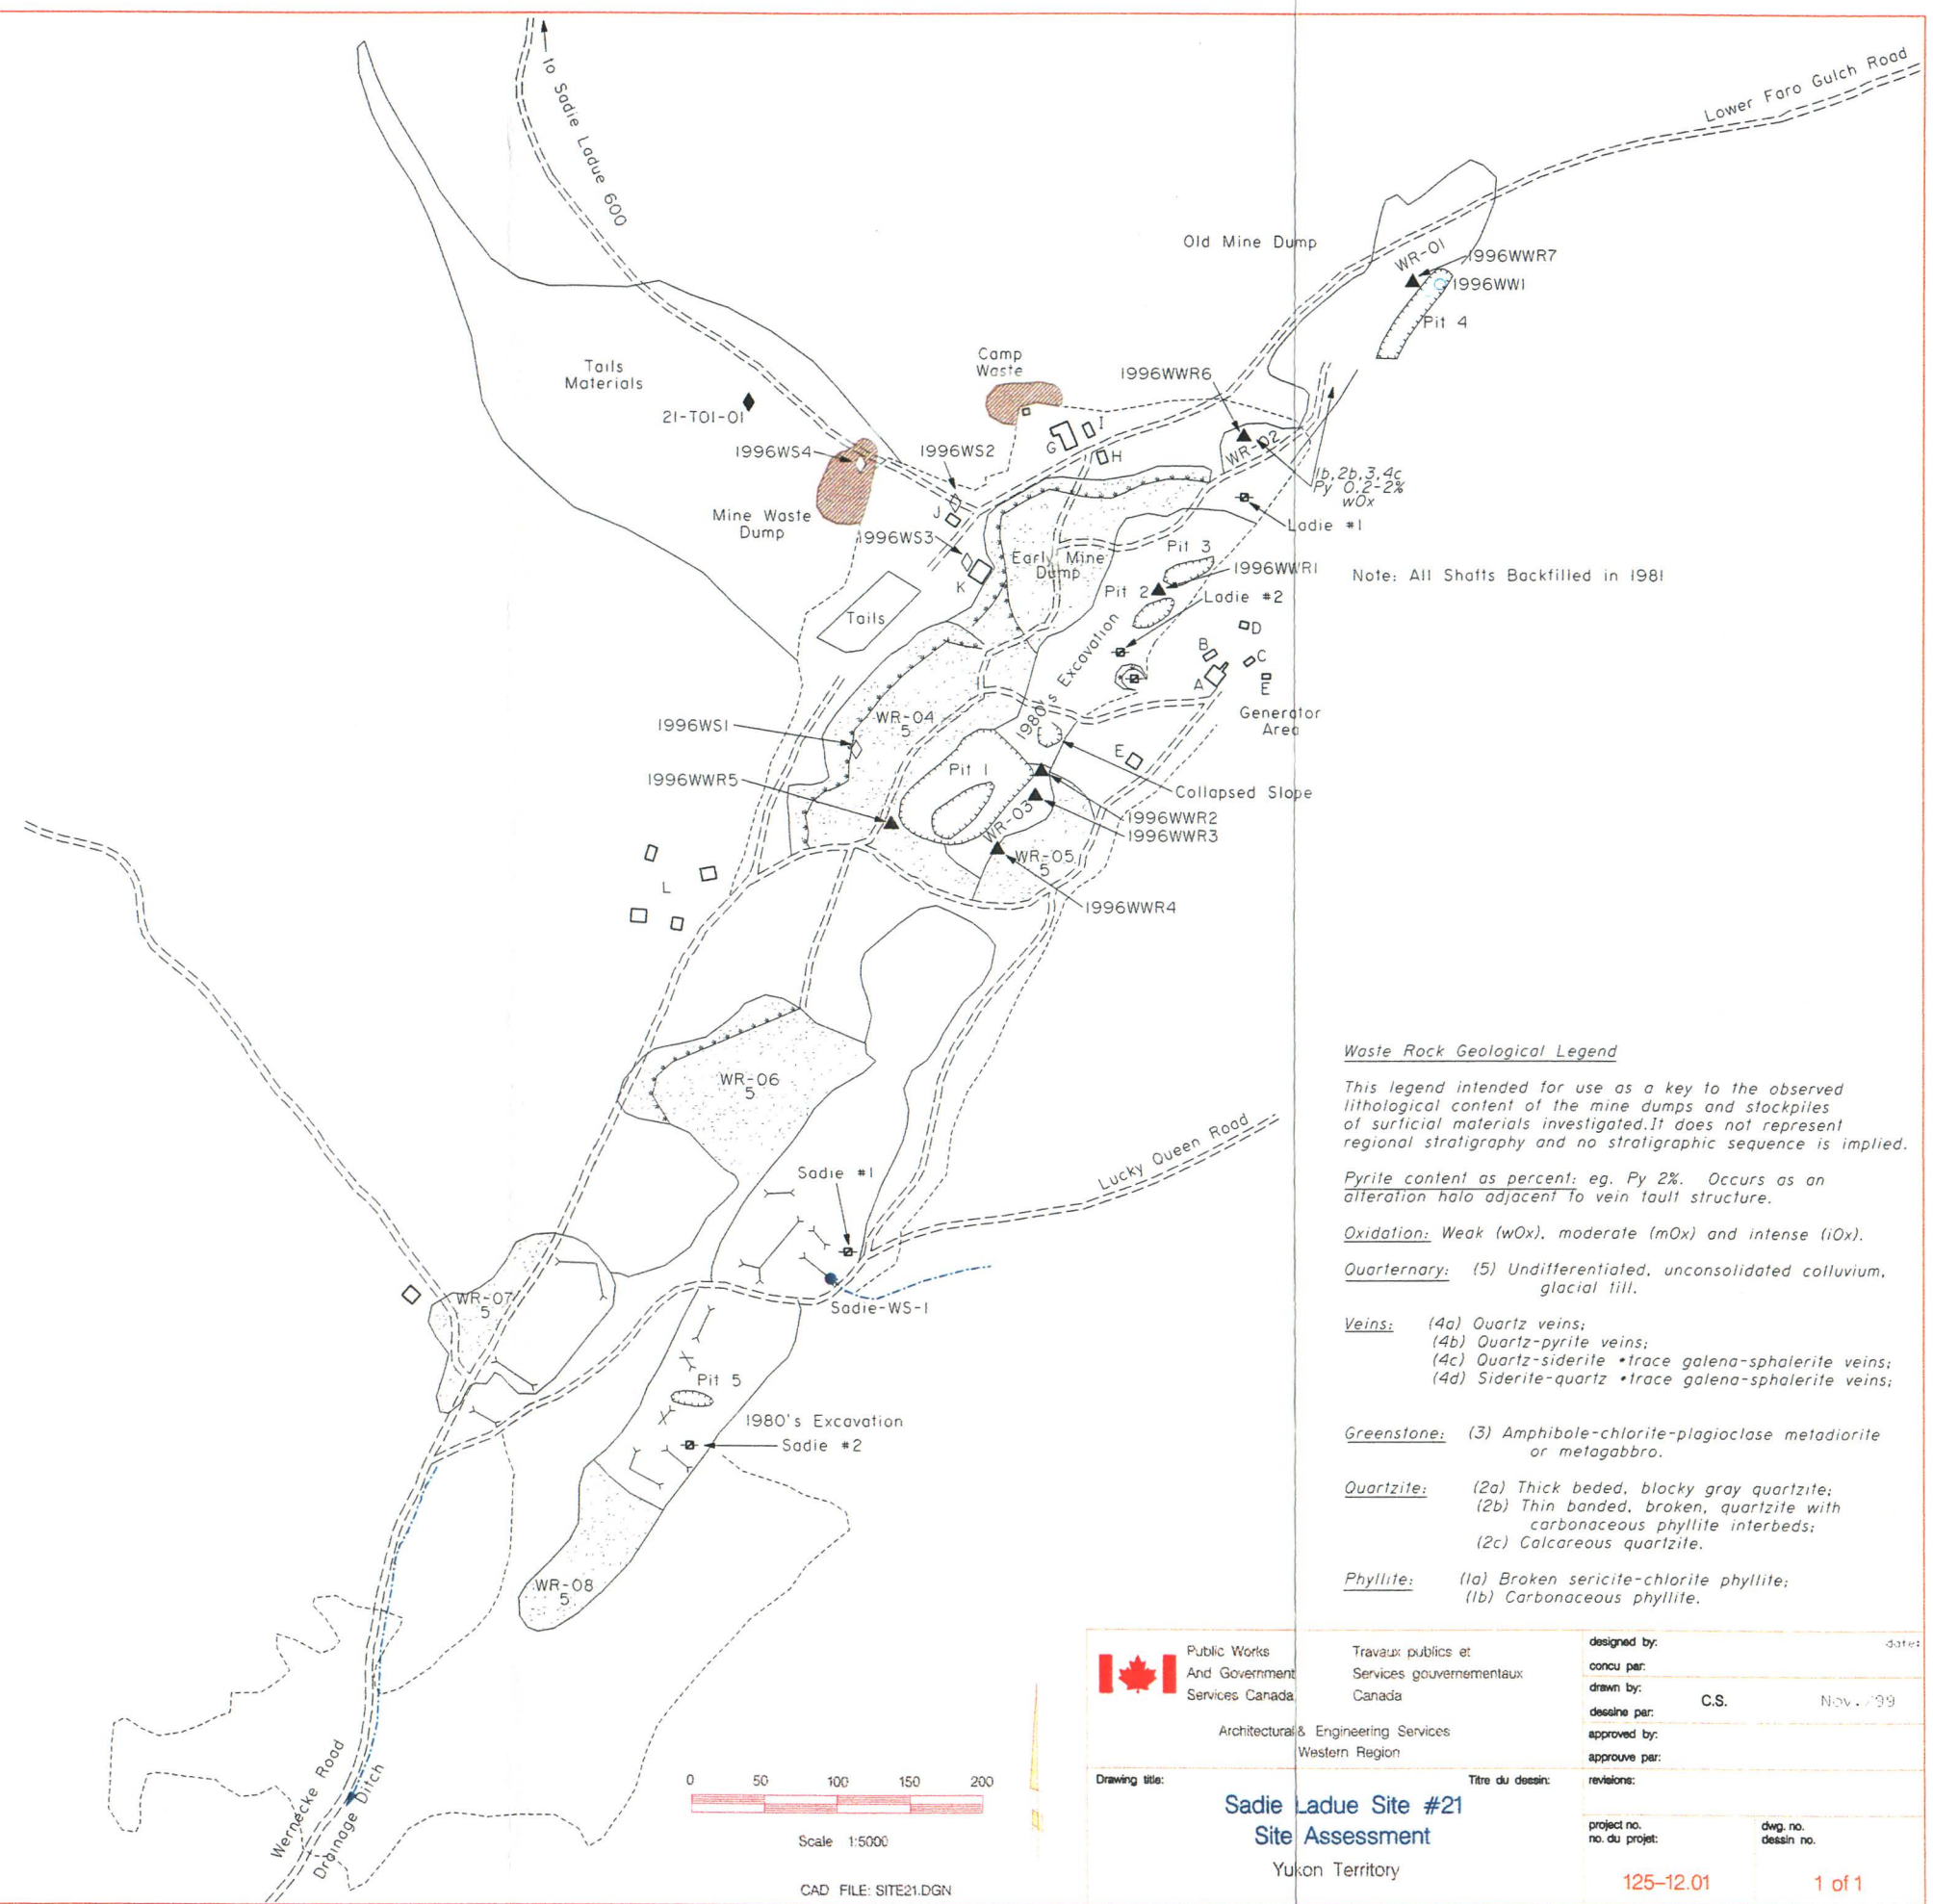 to Sadie Ladue 600
Lower Faro Gulch Road
Old Mine Dump
WR-01
1996WWR7
1996WW1
Pit 4
Tails
Materials
21-T01-01
Camp
Waste
1996WWR6
G
I
H
WR-02
1b,2b,3,4c
Py 0.2-2%
wOx
1996WS4
1996WS2
J
Mine Waste
Dump
1996WS3
K
Early Mine
Dump
Ladie #1
Pit 3
1996WWR1
Note: All Shafts Backfilled in 1981
Pit 2
Ladie #2
Tails
1980's Excavation
D
B
C
A
E
Generator
Area
1996WS1
WR-04
5
E
1996WWR5
Pit 1
Collapsed Slope
WR-03
1996WWR2
1996WWR3
WR-05
5
L
1996WWR4
WR-06
5
Sadie #1
Lucky Queen Road
WR-07
5
Sadie-WS-1
Pit 5
1980's Excavation
Sadie #2
WR-08
5
Wernecke Road
Drainage Ditch
Waste Rock Geological Legend
This legend intended for use as a key to the observed
lithological content of the mine dumps and stockpiles
of surficial materials investigated.It does not represent
regional stratigraphy and no stratigraphic sequence is implied.
Pyrite content as percent: eg. Py 2%. Occurs as an
alteration halo adjacent to vein fault structure.
Oxidation: Weak (wOx), moderate (mOx) and intense (iOx).
Quarternary: (5) Undifferentiated, unconsolidated colluvium,
glacial till.
Veins: (4a) Quartz veins;
(4b) Quartz-pyrite veins;
(4c) Quartz-siderite •trace galena-sphalerite veins;
(4d) Siderite-quartz •trace galena-sphalerite veins;
Greenstone: (3) Amphibole-chlorite-plagioclase metadiorite
or metagabbro.
Quartzite: (2a) Thick beded, blocky gray quartzite;
(2b) Thin banded, broken, quartzite with
carbonaceous phyllite interbeds;
(2c) Calcareous quartzite.
Phyllite: (1a) Broken sericite-chlorite phyllite;
(1b) Carbonaceous phyllite.
0 50 100 150 200
Scale 1:5000
CAD FILE: SITE21.DGN
Public Works
And Government
Services Canada
Travaux publics et
Services gouvernementaux
Canada
Architectural & Engineering Services
Western Region
designed by:
date:
concu par:
drawn by:
dessine par:
C.S.
Nov./99
approved by:
approuve par:
Drawing title:
Titre du dessin:
Sadie Ladue Site #21
Site Assessment
Yukon Territory
revisions:
project no.
no. du projet:
125-12.01
dwg. no.
dessin no.
1 of 1